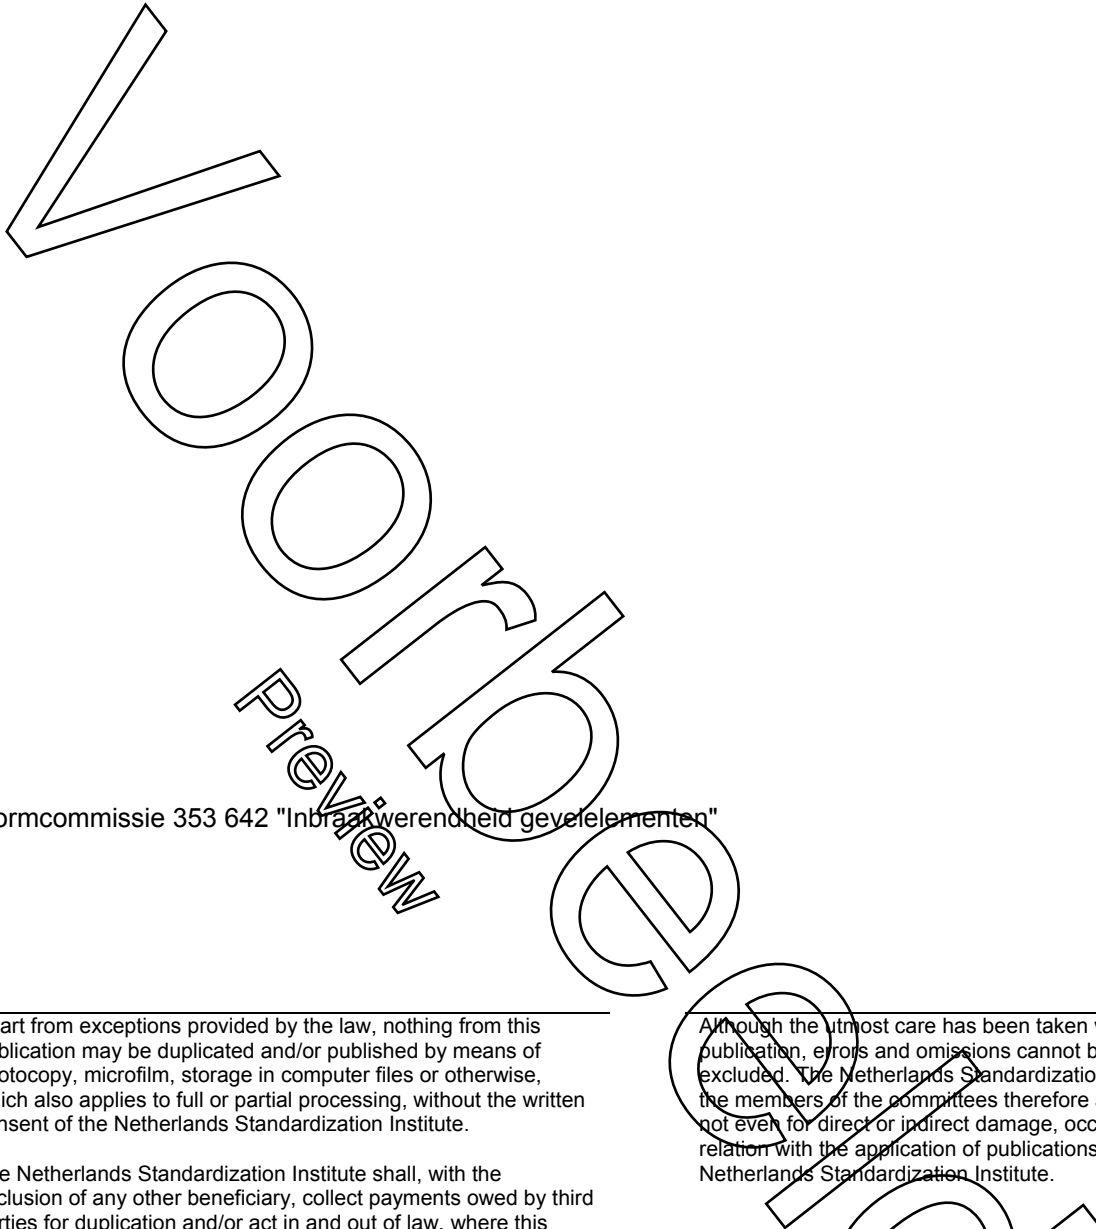 Voorbeeld
Preview
ormcommissie 353 642 "Inbraakwerendheid gevelelementen"
art from exceptions provided by the law, nothing from this
blication may be duplicated and/or published by means of
otocopy, microfilm, storage in computer files or otherwise,
ich also applies to full or partial processing, without the written
nsent of the Netherlands Standardization Institute.
e Netherlands Standardization Institute shall, with the
clusion of any other beneficiary, collect payments owed by third
rties for duplication and/or act in and out of law, where this
Although the utmost care has been taken
publication, errors and omissions cannot b
excluded. The Netherlands Standardizatio
the members of the committees therefore
not even for direct or indirect damage, occ
relation with the application of publications
Netherlands Standardization Institute.